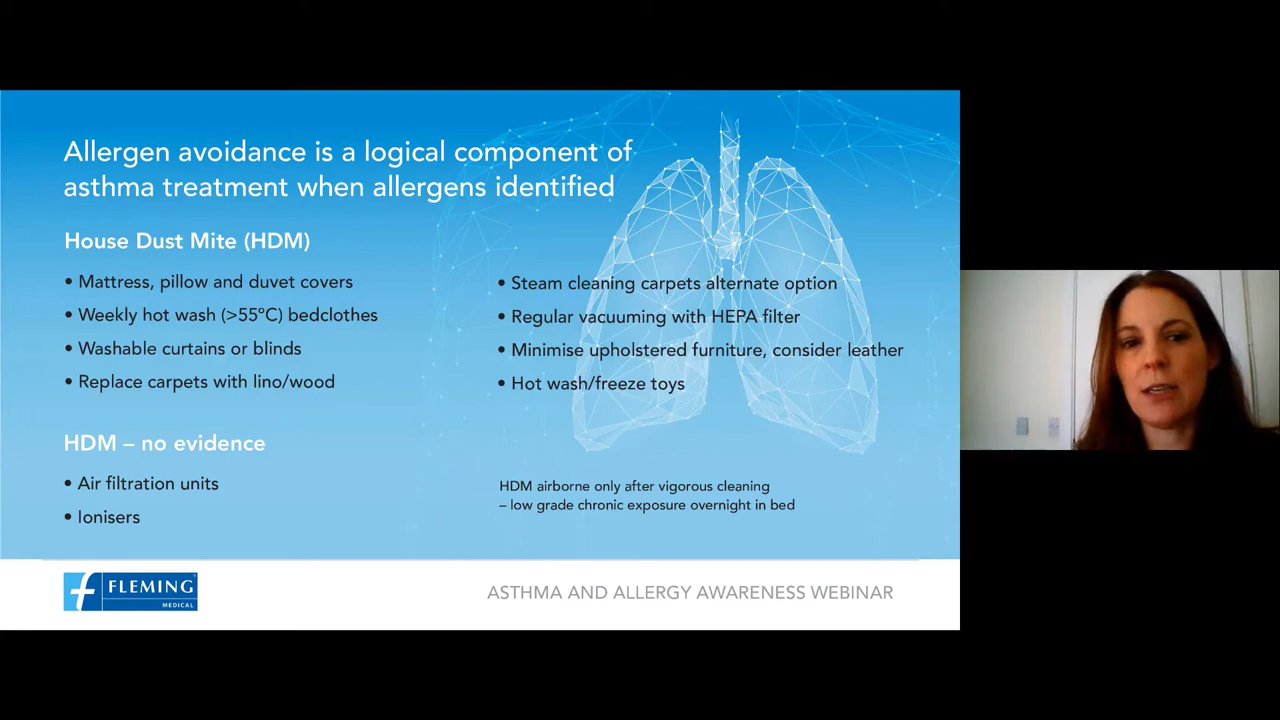 Allergen avoidance is a logical component of
asthma treatment when allergens identified
House Dust Mite (HDM)
• Mattress, pillow and duvet covers
• Weekly hot wash (>55ºC) bedclothes
• Washable curtains or blinds
• Replace carpets with lino/wood
• Steam cleaning carpets alternate option
• Regular vacuuming with HEPA filter
• Minimise upholstered furniture, consider leather
• Hot wash/freeze toys
HDM – no evidence
• Air filtration units
• Ionisers
HDM airborne only after vigorous cleaning
– low grade chronic exposure overnight in bed
FLEMING
MEDICAL
ASTHMA AND ALLERGY AWARENESS WEBINAR